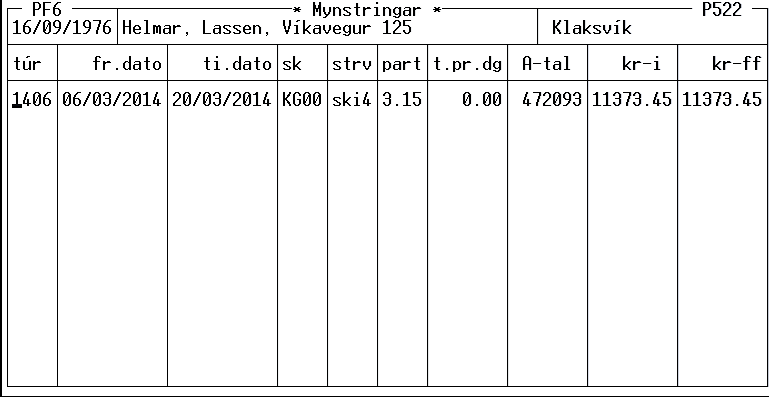 PF6 * Mynstringar * P522
16/09/1976 Helmar, Lassen, Víkavegur 125 Klaksvík
túr fr.dato ti.dato sk strv part t.pr.dg A-tal kr-i kr-ff
1406 06/03/2014 20/03/2014 KG00 ski4 3.15 0.00 472093 11373.45 11373.45